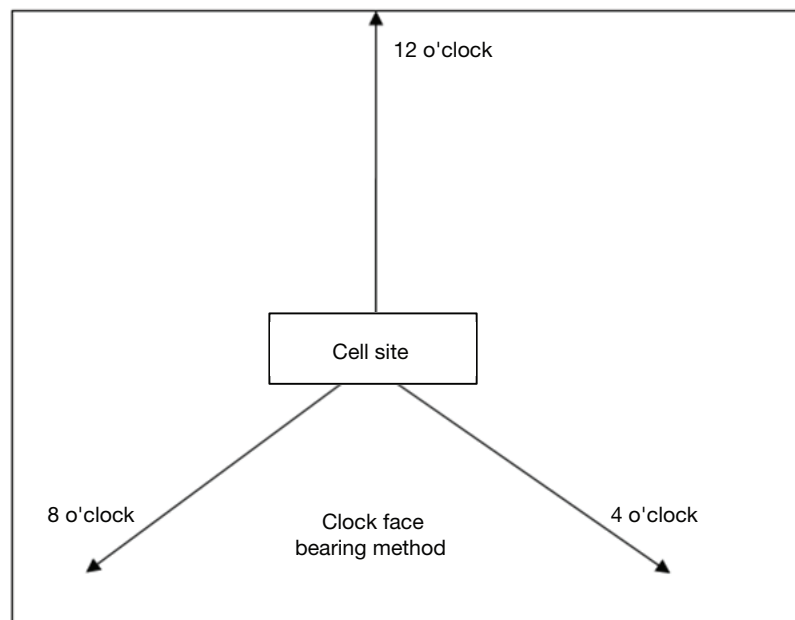 12 o'clock
Cell site
8 o'clock
4 o'clock
Clock face
bearing method